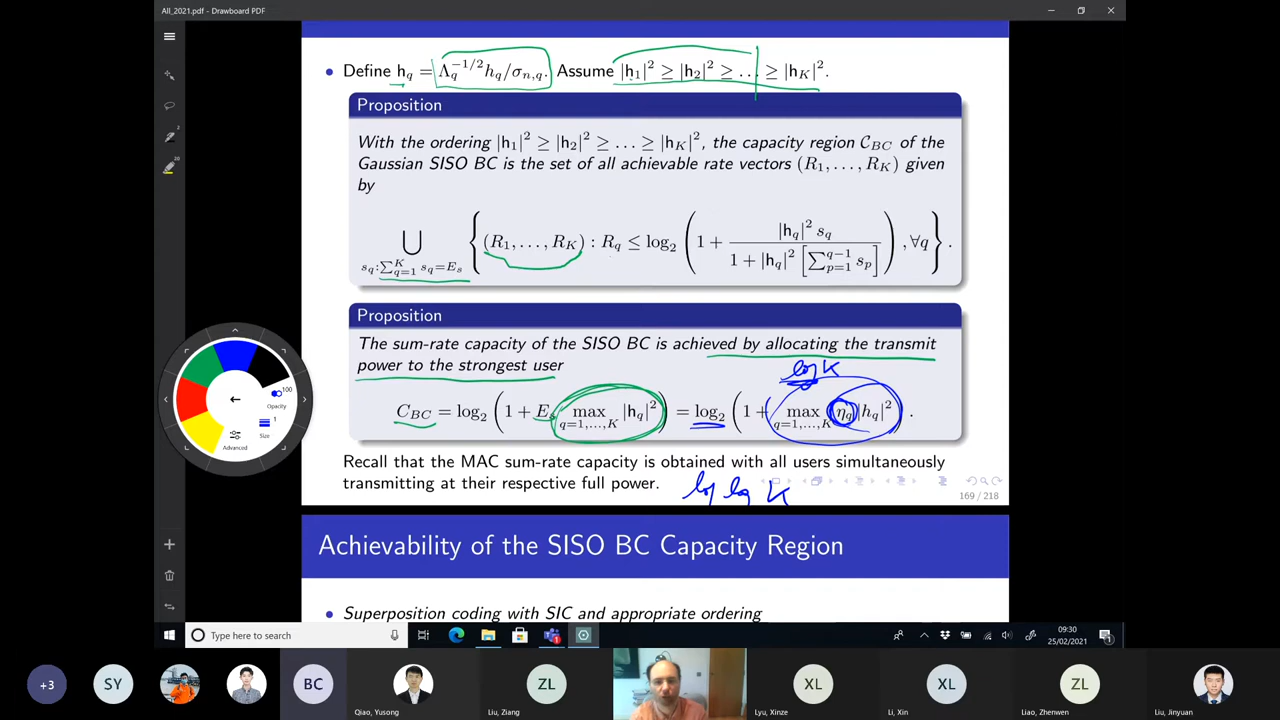 All_2021.pdf - Drawboard PDF
• Define h_q = Λ_q^{-1/2} h_q/σ_{n,q}. Assume |h_1|^2 ≥ |h_2|^2 ≥ ... ≥ |h_K|^2.
Proposition
With the ordering |h_1|^2 ≥ |h_2|^2 ≥ ... ≥ |h_K|^2, the capacity region C_BC of the
Gaussian SISO BC is the set of all achievable rate vectors (R_1, ..., R_K) given
by
⋃_{s_q: ∑_{q=1}^{K} s_q = E_s} { (R_1, ..., R_K) : R_q ≤ log_2 ( 1 + |h_q|^2 s_q / (1 + |h_q|^2 [∑_{p=1}^{q-1} s_p]) ), ∀q }.
Proposition
The sum-rate capacity of the SISO BC is achieved by allocating the transmit
power to the strongest user
log K
C_BC = log_2 ( 1 + E_s max_{q=1,...,K} |h_q|^2 ) = log_2 ( 1 + max_{q=1,...,K} η_q |h_q|^2 ).
Recall that the MAC sum-rate capacity is obtained with all users simultaneously
transmitting at their respective full power.
log log K
169 / 218
100
Opacity
1
Size
Advanced
Achievability of the SISO BC Capacity Region
• Superposition coding with SIC and appropriate ordering
Type here to search
09:30
25/02/2021
+3
SY
BC
Qiao, Yusong
ZL
Liu, Ziang
XL
Lyu, Xinze
XL
Li, Xin
ZL
Liao, Zhenwen
Liu, Jinyuan